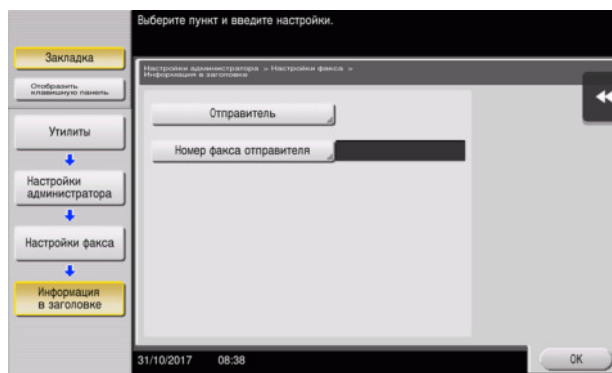 Выберите пункт и введите настройки.
Закладка
Отобразить
клавишную панель
Настройки администратора > Настройки факса >
Информация в заголовке
Отправитель
Номер факса отправителя
Утилиты
Настройки
администратора
Настройки факса
Информация
в заголовке
31/10/2017 08:38
OK